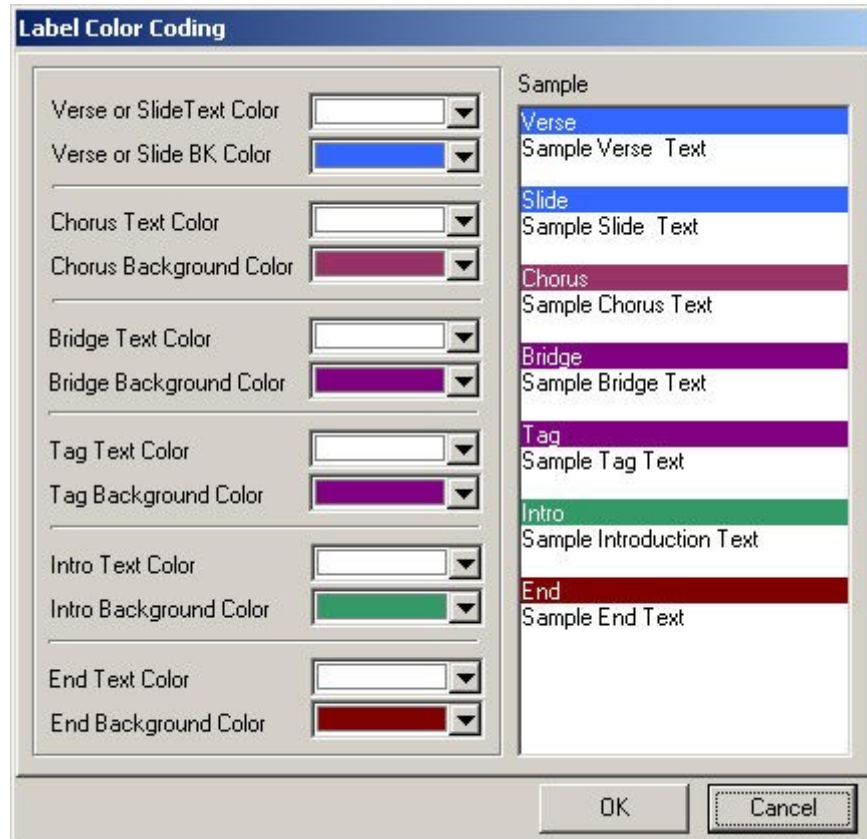 Label Color Coding
Verse or SlideText Color
Verse or Slide BK Color
Chorus Text Color
Chorus Background Color
Bridge Text Color
Bridge Background Color
Tag Text Color
Tag Background Color
Intro Text Color
Intro Background Color
End Text Color
End Background Color
Sample
Verse
Sample Verse  Text
Slide
Sample Slide  Text
Chorus
Sample Chorus Text
Bridge
Sample Bridge Text
Tag
Sample Tag Text
Intro
Sample Introduction Text
End
Sample End Text
OK
Cancel